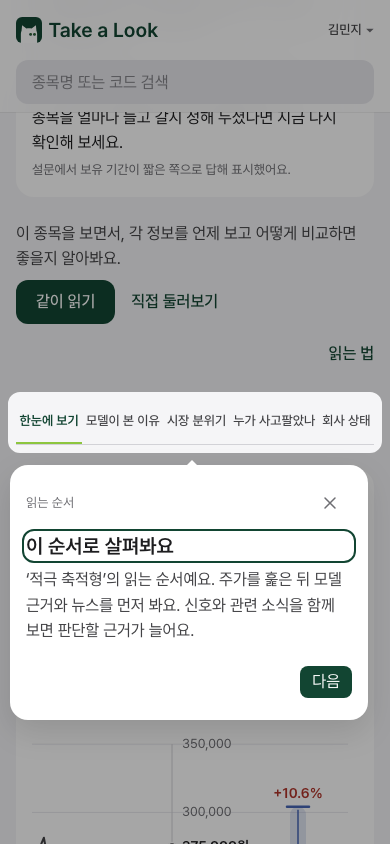 Take a Look
김민지
종목명 또는 코드 검색
종목을 얼마나 들고 갈지 정해 두셨다면 지금 다시
확인해 보세요.
설문에서 보유 기간이 짧은 쪽으로 답해 표시했어요.
이 종목을 보면서, 각 정보를 언제 보고 어떻게 비교하면
좋을지 알아봐요.
같이 읽기 직접 둘러보기
읽는 법
한눈에 보기 모델이 본 이유 시장 분위기 누가 사고팔았나 회사 상태
읽는 순서
이 순서로 살펴봐요
‘적극 축적형’의 읽는 순서예요. 주가를 훑은 뒤 모델
근거와 뉴스를 먼저 봐요. 신호와 관련 소식을 함께
보면 판단할 근거가 늘어요.
다음
350,000
+10.6%
300,000